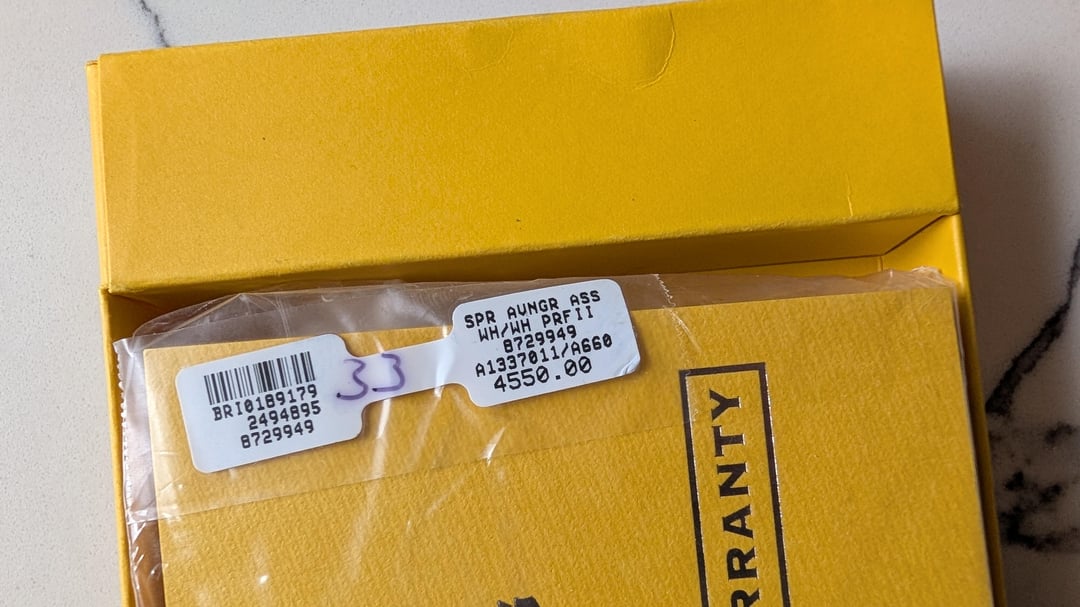 BRI0189179
2494895
8729949
33
SPR AVNGR ASS
WH/WH PRFII
8729949
A1337011/A660
4550.00
RRANTY